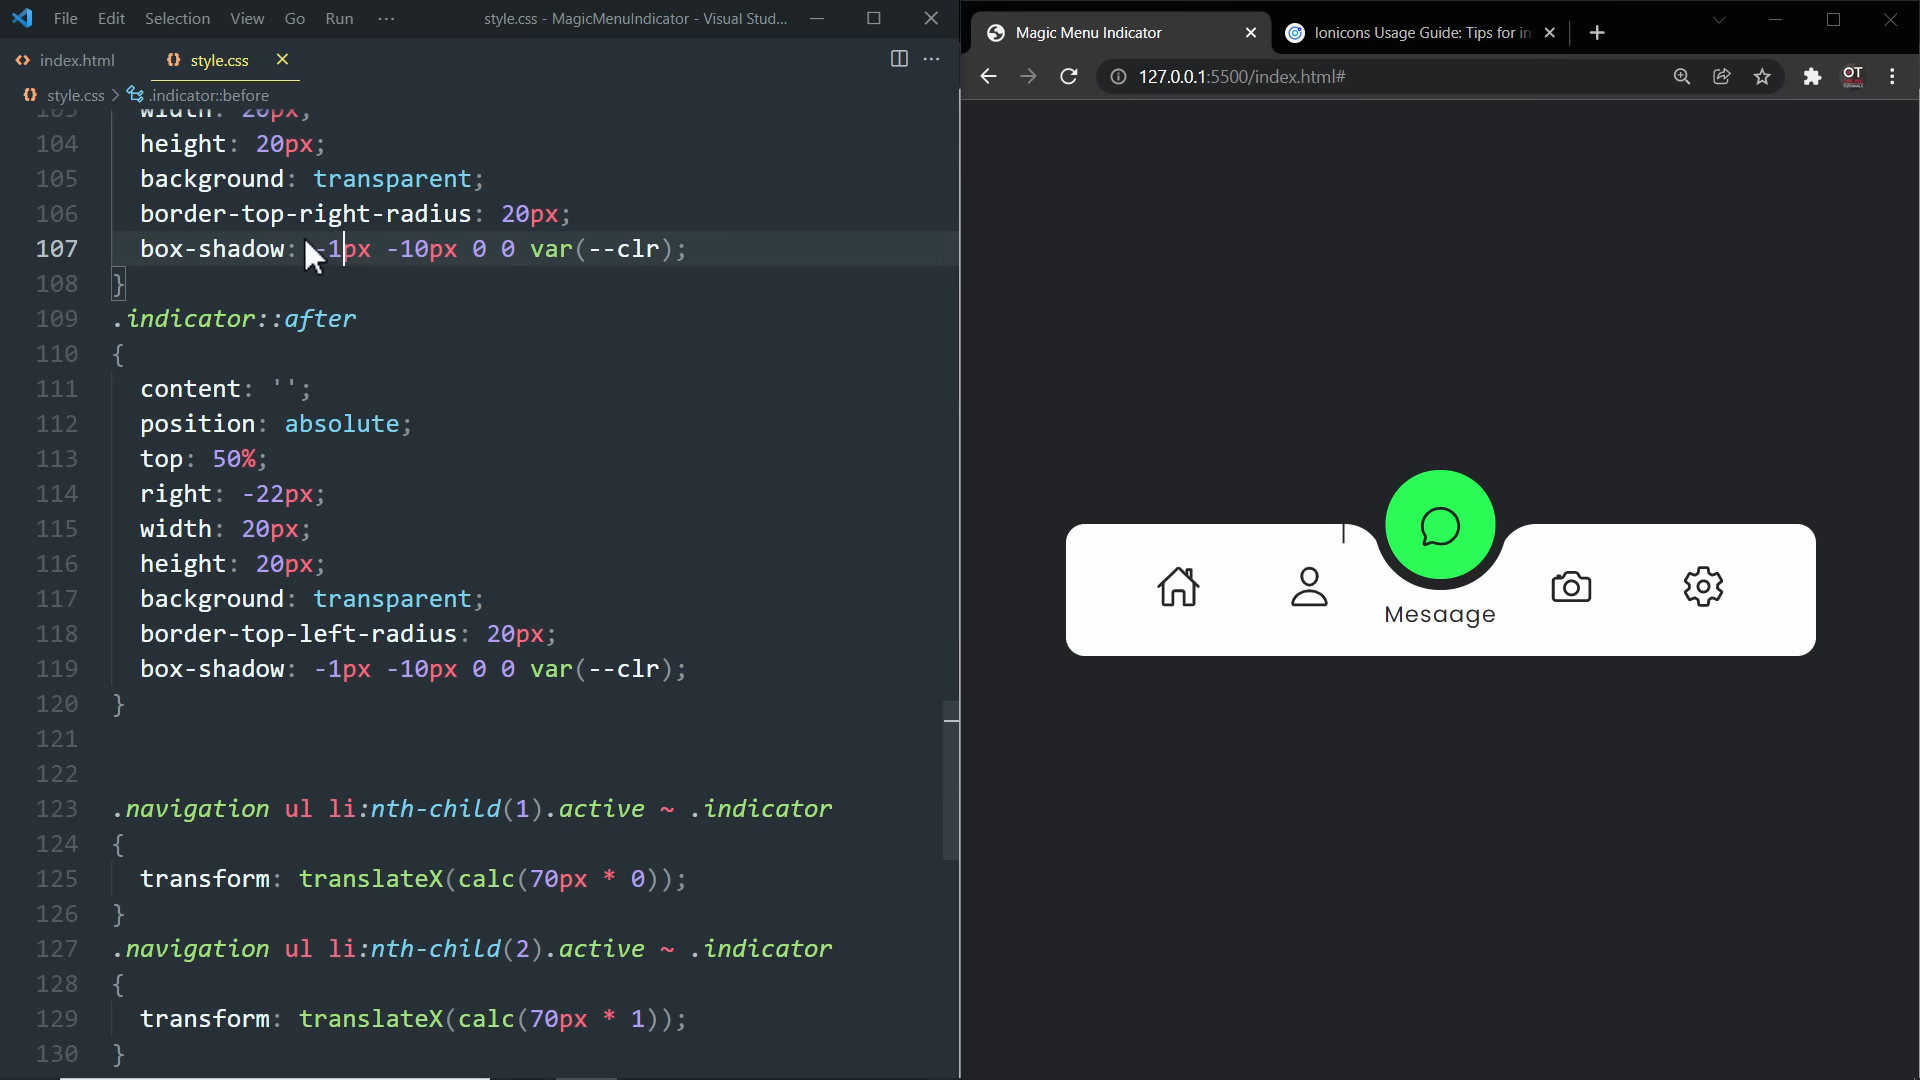 File Edit Selection View Go Run ··· style.css - MagicMenuIndicator - Visual Stud...
index.html style.css
style.css > .indicator::before
103 width: 20px;
104 height: 20px;
105 background: transparent;
106 border-top-right-radius: 20px;
107 box-shadow: -1px -10px 0 0 var(--clr);
108 }
109 .indicator::after
110 {
111 content: '';
112 position: absolute;
113 top: 50%;
114 right: -22px;
115 width: 20px;
116 height: 20px;
117 background: transparent;
118 border-top-left-radius: 20px;
119 box-shadow: -1px -10px 0 0 var(--clr);
120 }
121
122
123 .navigation ul li:nth-child(1).active ~ .indicator
124 {
125 transform: translateX(calc(70px * 0));
126 }
127 .navigation ul li:nth-child(2).active ~ .indicator
128 {
129 transform: translateX(calc(70px * 1));
130 }
Magic Menu Indicator
Ionicons Usage Guide: Tips for in
127.0.0.1:5500/index.html#
OT
Mesaage